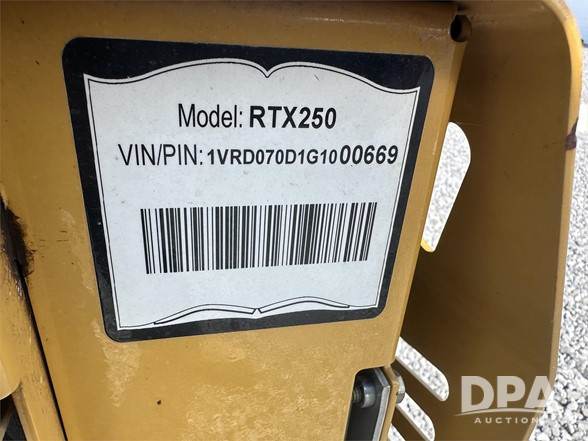 Model: RTX250
VIN/PIN: 1VRD070D1G1000669
DPA
AUCTIONS